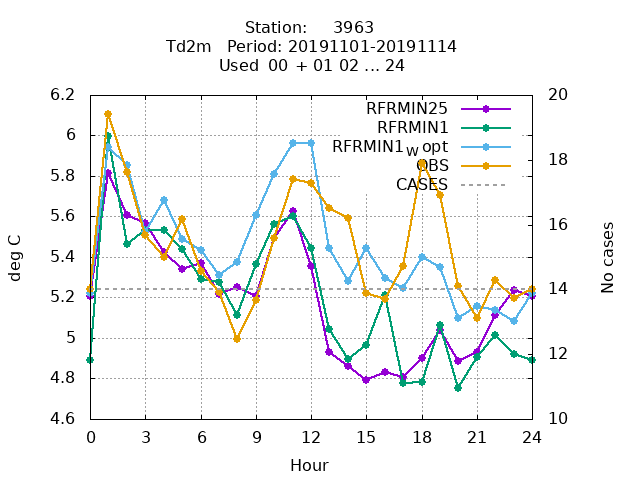 Station: 3963
Td2m Period: 20191101-20191114
Used 00 + 01 02 ... 24
6.2
6
5.8
5.6
5.4
5.2
5
4.8
4.6
20
18
16
14
12
10
RFRMIN25
RFRMIN1
RFRMIN1w opt
OBS
CASES
deg C
No cases
0 3 6 9 12 15 18 21 24
Hour